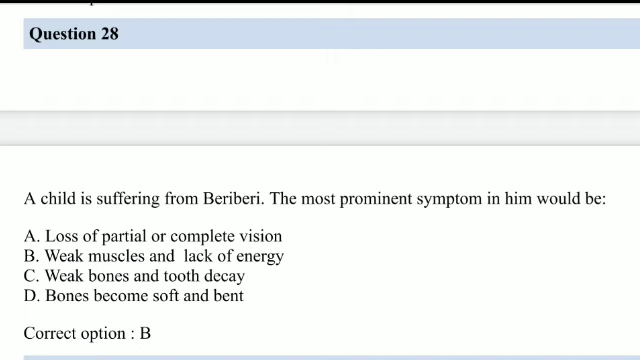 Question 28
A child is suffering from Beriberi. The most prominent symptom in him would be:
A. Loss of partial or complete vision
B. Weak muscles and lack of energy
C. Weak bones and tooth decay
D. Bones become soft and bent
Correct option : B